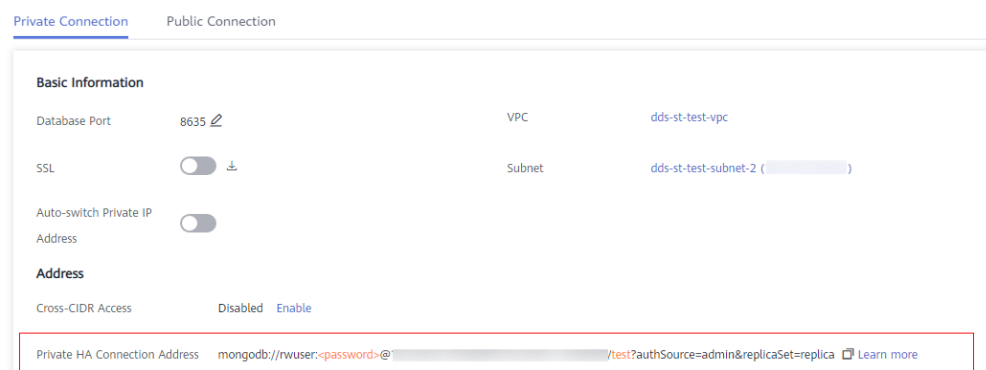 Private Connection Public Connection
Basic Information
Database Port 8635 VPC dds-st-test-vpc
SSL Subnet dds-st-test-subnet-2 ( )
Auto-switch Private IP
Address
Address
Cross-CIDR Access Disabled Enable
Private HA Connection Address mongodb://rwuser:<password>@ /test?authSource=admin&replicaSet=replica Learn more